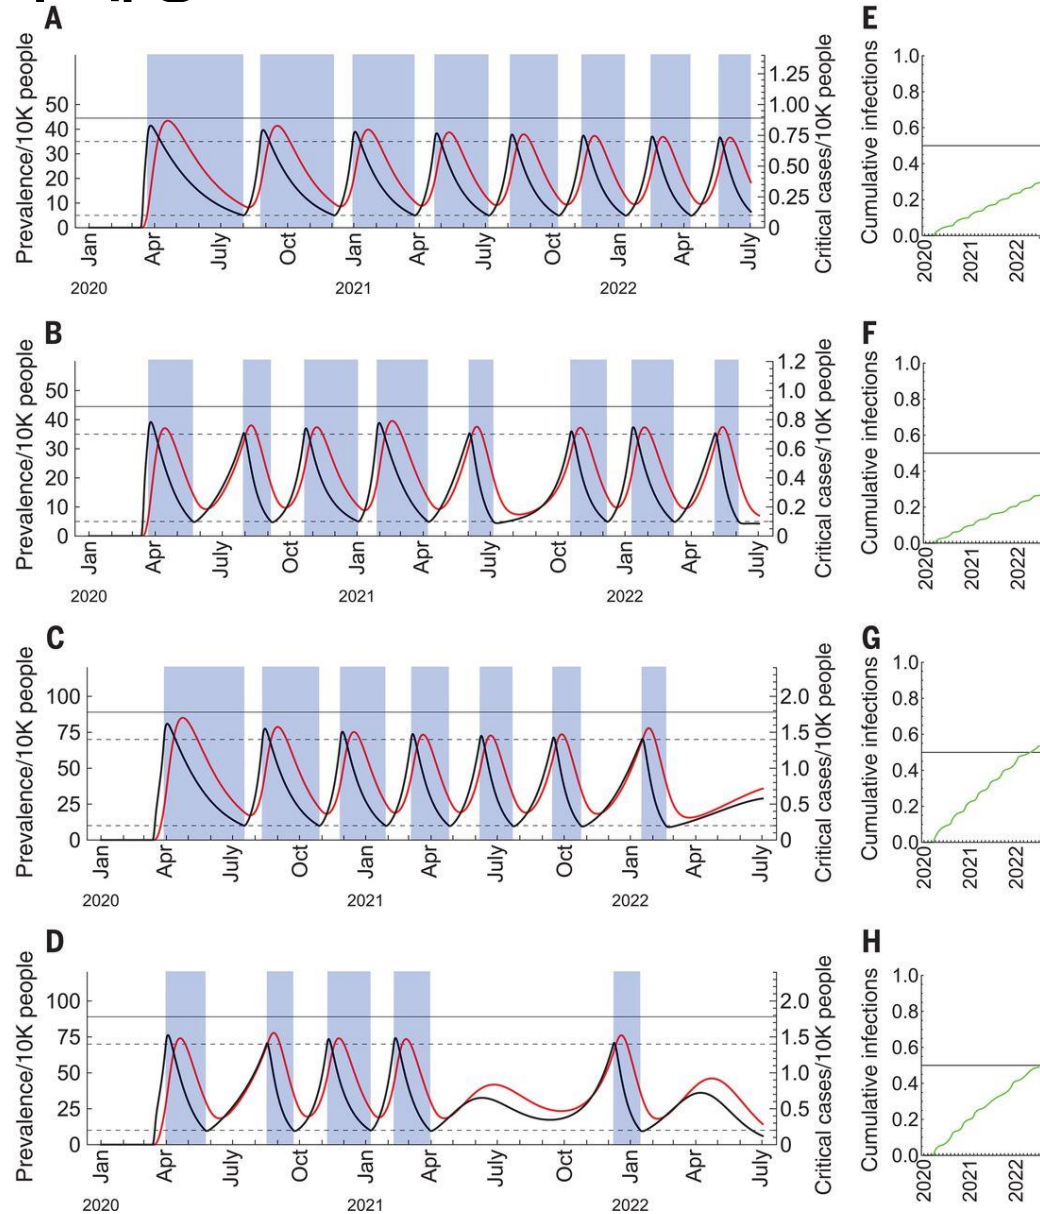 A
Prevalence/10K people
50
40
30
20
10
0
1.25
1.00
0.75
0.50
0.25
0
Critical cases/10K people
Jan
Apr
July
Oct
Jan
Apr
July
Oct
Jan
Apr
July
2020
2021
2022
E
Cumulative infections
1.0
0.8
0.6
0.4
0.2
0.0
2020
2021
2022
B
Prevalence/10K people
50
40
30
20
10
0
1.2
1.0
0.8
0.6
0.4
0.2
0
Critical cases/10K people
Jan
Apr
July
Oct
Jan
Apr
July
Oct
Jan
Apr
July
2020
2021
2022
F
Cumulative infections
1.0
0.8
0.6
0.4
0.2
0.0
2020
2021
2022
C
Prevalence/10K people
100
75
50
25
0
2.0
1.5
1.0
0.5
0
Critical cases/10K people
Jan
Apr
July
Oct
Jan
Apr
July
Oct
Jan
Apr
July
2020
2021
2022
G
Cumulative infections
1.0
0.8
0.6
0.4
0.2
0.0
2020
2021
2022
D
Prevalence/10K people
100
75
50
25
0
2.0
1.5
1.0
0.5
0
Critical cases/10K people
Jan
Apr
July
Oct
Jan
Apr
July
Oct
Jan
Apr
July
2020
2021
2022
H
Cumulative infections
1.0
0.8
0.6
0.4
0.2
0.0
2020
2021
2022